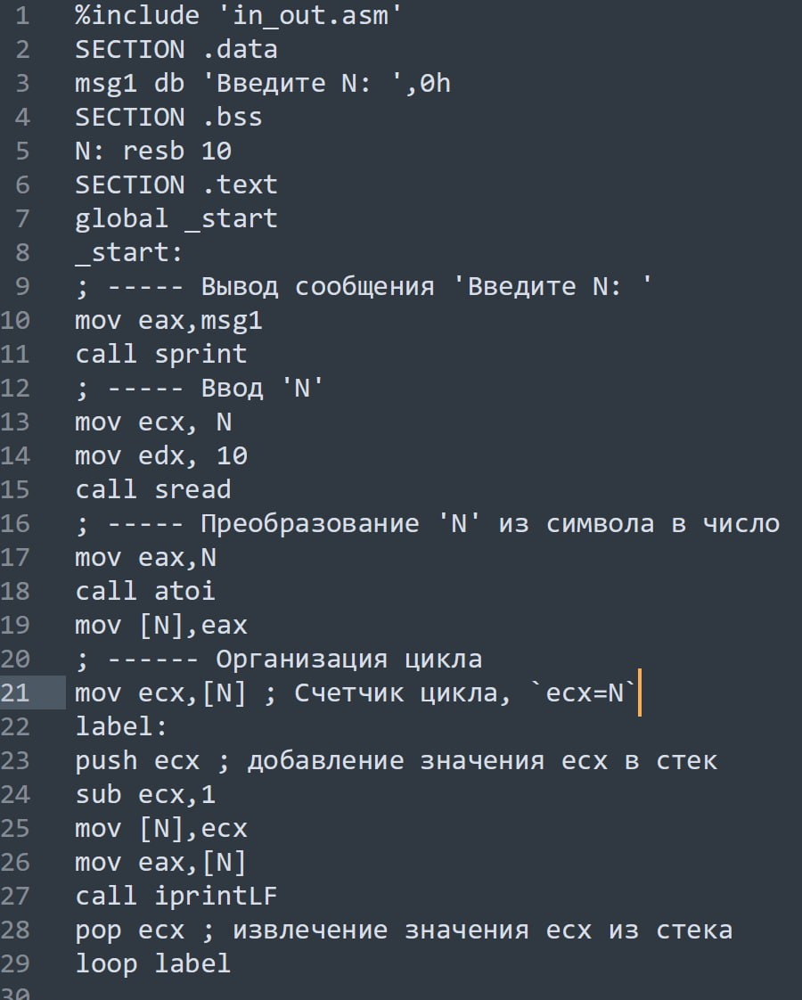 1 %include 'in_out.asm'
2 SECTION .data
3 msg1 db 'Введите N: ',0h
4 SECTION .bss
5 N: resb 10
6 SECTION .text
7 global _start
8 _start:
9 ; ----- Вывод сообщения 'Введите N: '
10 mov eax,msg1
11 call sprint
12 ; ----- Ввод 'N'
13 mov ecx, N
14 mov edx, 10
15 call sread
16 ; ----- Преобразование 'N' из символа в число
17 mov eax,N
18 call atoi
19 mov [N],eax
20 ; ------ Организация цикла
21 mov ecx,[N] ; Счетчик цикла, `ecx=N`
22 label:
23 push ecx ; добавление значения ecx в стек
24 sub ecx,1
25 mov [N],ecx
26 mov eax,[N]
27 call iprintLF
28 pop ecx ; извлечение значения ecx из стека
29 loop label
30